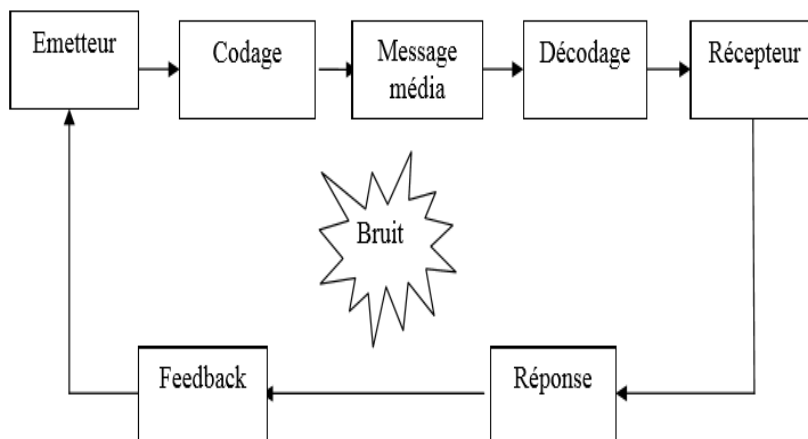 Emetteur
Codage
Message
média
Décodage
Récepteur
Bruit
Feedback
Réponse